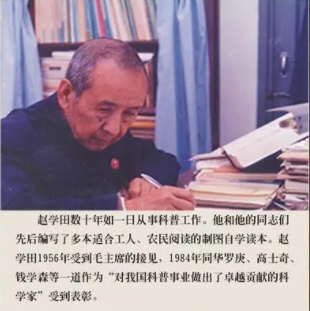 赵学田数十年如一日从事科普工作。他和他的同志们
先后编写了多本适合工人、农民阅读的制图自学读本。赵
学田1956年受到毛主席的接见，1984年同华罗庚、高士奇、
钱学森等一道作为“对我国科普事业做出了卓越贡献的科
学家”受到表彰。